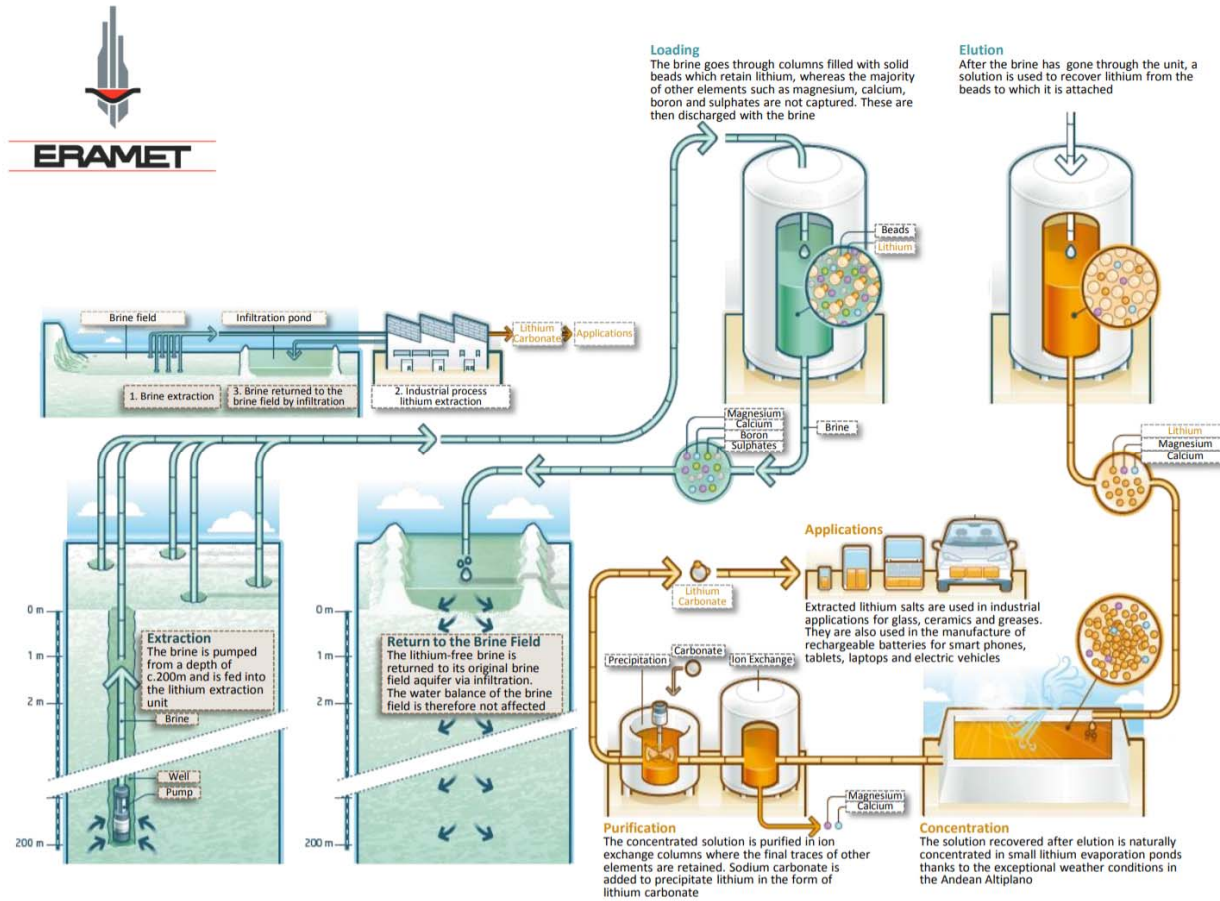 ERAMET
Loading
The brine goes through columns filled with solid
beads which retain lithium, whereas the majority
of other elements such as magnesium, calcium,
boron and sulphates are not captured. These are
then discharged with the brine
Elution
After the brine has gone through the unit, a
solution is used to recover lithium from the
beads to which it is attached
Beads
Lithium
Brine field
Infiltration pond
Lithium
Carbonate
Applications
1. Brine extraction
3. Brine returned to the
brine field by infiltration
2. Industrial process
lithium extraction
Magnesium
Calcium
Boron
Sulphates
Brine
Lithium
Magnesium
Calcium
0 m
1 m
2 m
200 m
Extraction
The brine is pumped
from a depth of
c.200m and is fed into
the lithium extraction
unit
Brine
Well
Pump
0 m
1 m
2 m
200 m
Return to the Brine Field
The lithium-free brine is
returned to its original brine
field aquifer via infiltration.
The water balance of the brine
field is therefore not affected
Lithium
Carbonate
Applications
Extracted lithium salts are used in industrial
applications for glass, ceramics and greases.
They are also used in the manufacture of
rechargeable batteries for smart phones,
tablets, laptops and electric vehicles
Precipitation
Carbonate
Ion Exchange
Magnesium
Calcium
Purification
The concentrated solution is purified in ion
exchange columns where the final traces of other
elements are retained. Sodium carbonate is
added to precipitate lithium in the form of
lithium carbonate
Concentration
The solution recovered after elution is naturally
concentrated in small lithium evaporation ponds
thanks to the exceptional weather conditions in
the Andean Altiplano